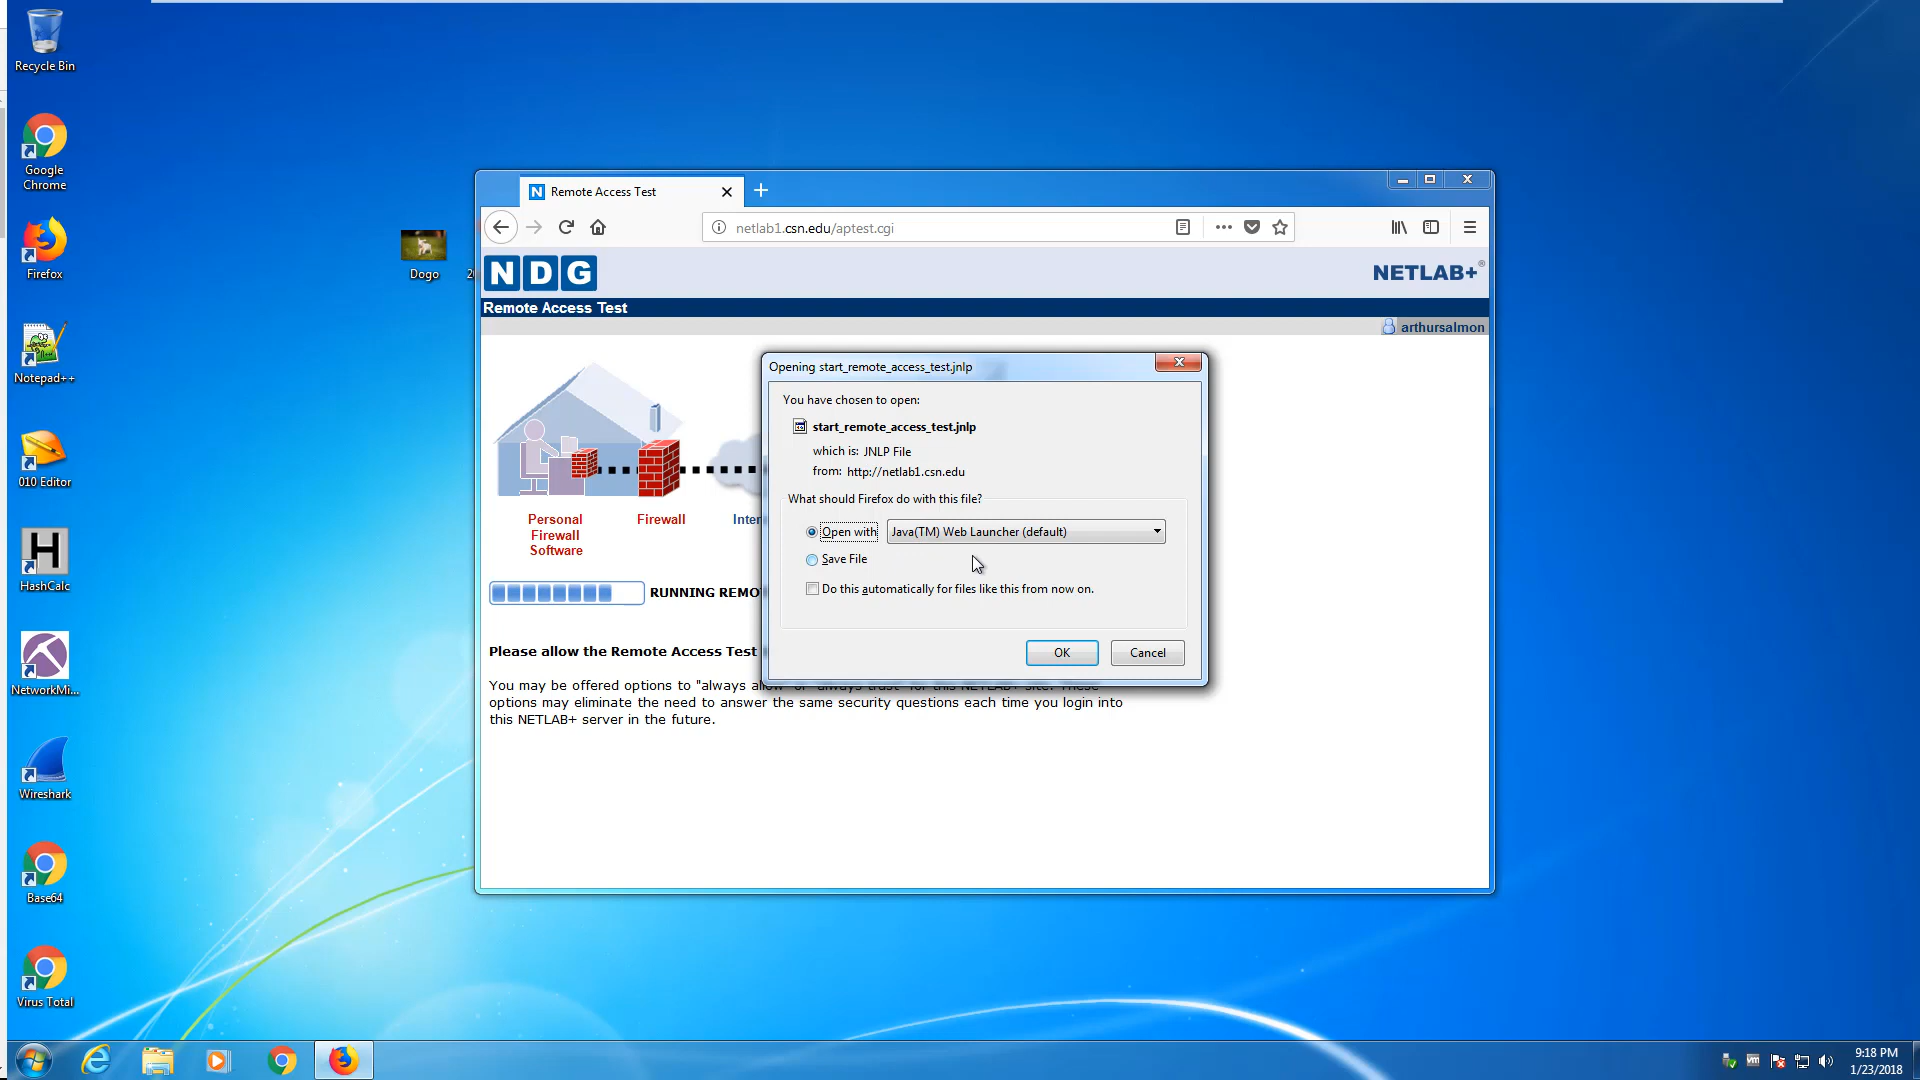 Recycle Bin
Google
Chrome
Firefox
Notepad++
010 Editor
HashCalc
NetworkMi...
Wireshark
Base64
Virus Total
Dogo
Remote Access Test
netlab1.csn.edu/aptest.cgi
NDG
NETLAB+®
Remote Access Test
arthursalmon
Personal
Firewall
Software
Firewall
Inter
RUNNING REMO
Please allow the Remote Access Test
You may be offered options to "always allow" or "always trust" for this NETLAB+ site. These
options may eliminate the need to answer the same security questions each time you login into
this NETLAB+ server in the future.
Opening start_remote_access_test.jnlp
You have chosen to open:
start_remote_access_test.jnlp
which is: JNLP File
from: http://netlab1.csn.edu
What should Firefox do with this file?
Open with
Java(TM) Web Launcher (default)
Save File
Do this automatically for files like this from now on.
OK
Cancel
9:18 PM
1/23/2018